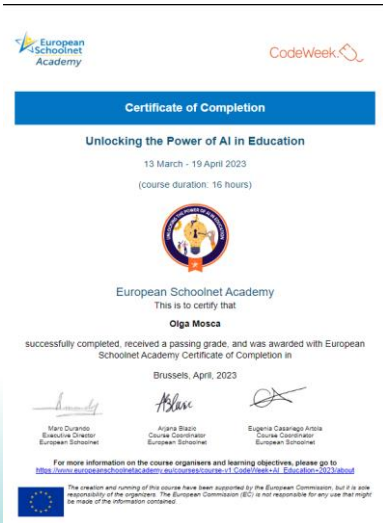 European
Schoolnet
Academy
CodeWeek
Certificate of Completion
Unlocking the Power of AI in Education
13 March - 19 April 2023
(course duration: 16 hours)
UNLOCKING THE POWER OF AI IN EDUCATION
European Schoolnet Academy
This is to certify that
Olga Mosca
successfully completed, received a passing grade, and was awarded with European
Schoolnet Academy Certificate of Completion in
Brussels, April, 2023
Marc Durando
Executive Director
European Schoolnet
Arjana Blazic
Course Coordinator
European Schoolnet
Eugenia Casariego Artola
Course Coordinator
European Schoolnet
For more information on the course organisers and learning objectives, please go to
https://www.europeanschoolnetacademy.eu/courses/course-v1:CodeWeek+AI_Education+2023/about
The creation and running of this course have been supported by the European Commission, but it is sole
responsibility of the organizers. The European Commission (EC) is not responsible for any use that might
be made of the information contained.